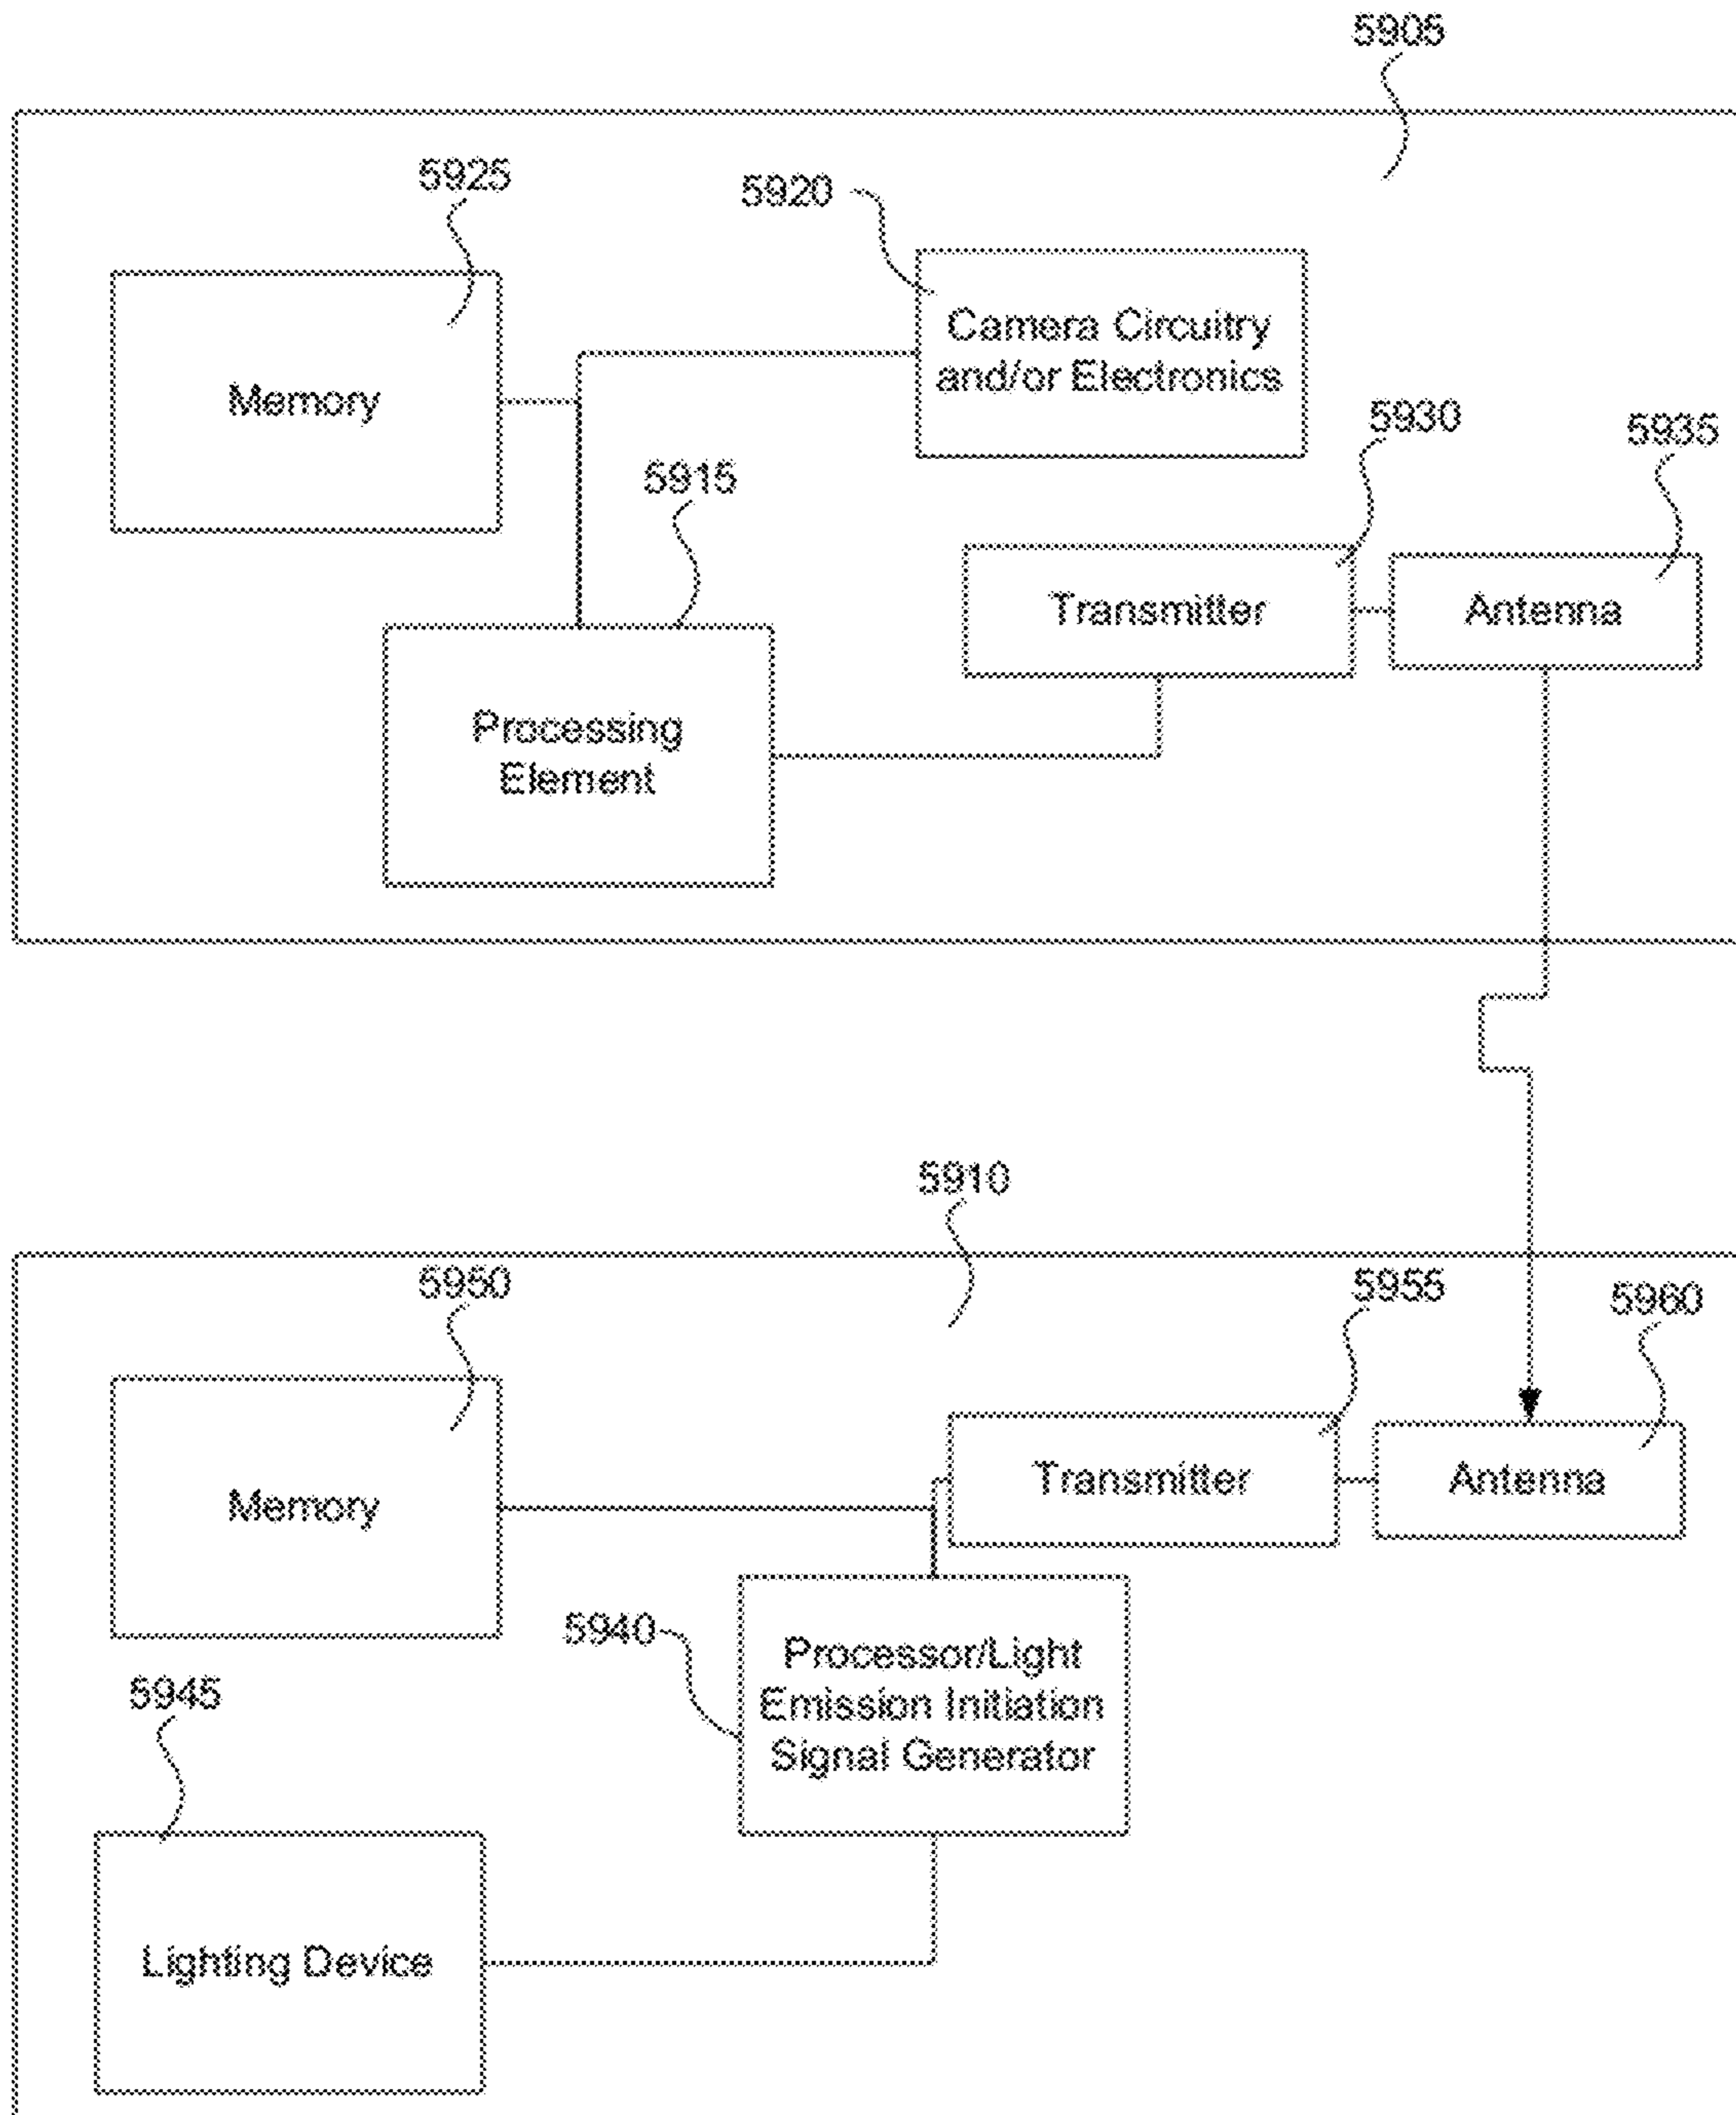 5905
5925
5920
Camera Circuitry
and/or Electronics
Memory
5930
5935
5915
Transmitter
Antenna
Processing
Element
5910
5950
5955
5960
Memory
Transmitter
Antenna
5940
Processor/Light
Emission Initiation
Signal Generator
5945
Lighting Device